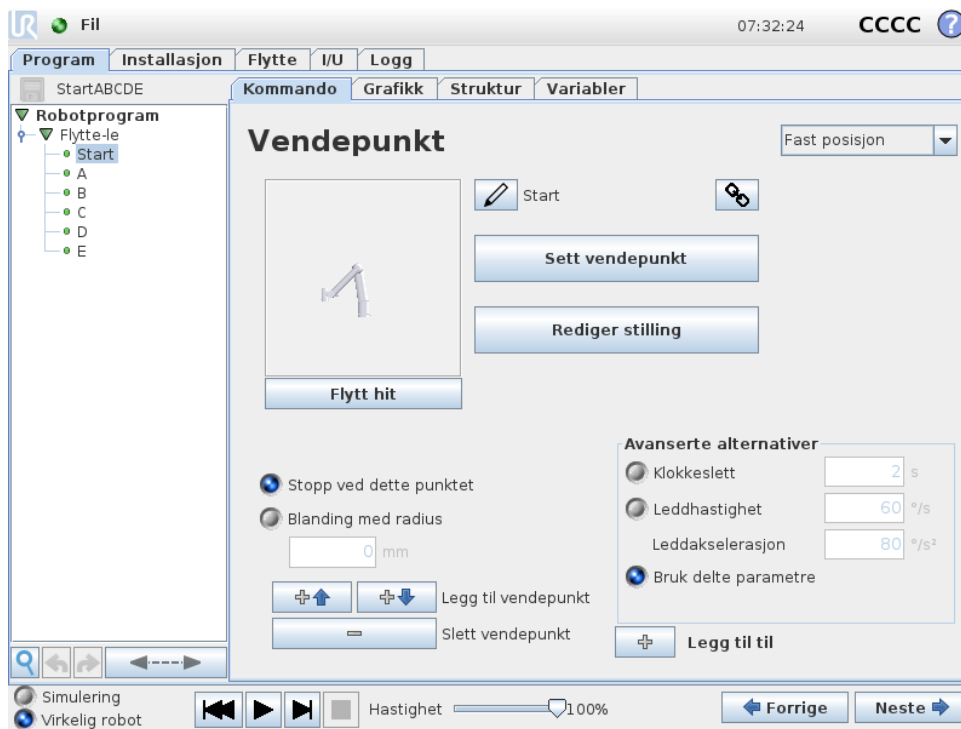 UR Fil 07:32:24 CCCC ?
Program Installasjon Flytte I/U Logg
StartABCDE
Kommando Grafikk Struktur Variabler
Robotprogram
Flytte-le
Start
A
B
C
D
E
Vendepunkt
Fast posisjon
Start
Sett vendepunkt
Rediger stilling
Flytt hit
Stopp ved dette punktet
Blanding med radius
0 mm
Legg til vendepunkt
Slett vendepunkt
Avanserte alternativer
Klokkeslett 2 s
Leddhastighet 60 °/s
Leddakselerasjon 80 °/s²
Bruk delte parametre
Legg til til
Simulering
Virkelig robot
Hastighet 100%
Forrige Neste